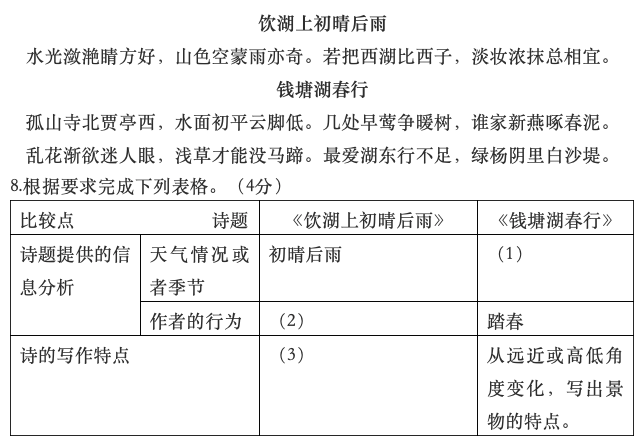 饮湖上初晴后雨
水光潋滟晴方好，山色空蒙雨亦奇。若把西湖比西子，淡妆浓抹总相宜。
钱塘湖春行
孤山寺北贾亭西，水面初平云脚低。几处早莺争暖树，谁家新燕啄春泥。
乱花渐欲迷人眼，浅草才能没马蹄。最爱湖东行不足，绿杨阴里白沙堤。
8.根据要求完成下列表格。（4分）
比较点 诗题 《饮湖上初晴后雨》 《钱塘湖春行》
诗题提供的信 天气情况或 初晴后雨 （1）
息分析 者季节
作者的行为 （2） 踏春
诗的写作特点 （3） 从远近或高低角
度变化，写出景
物的特点。